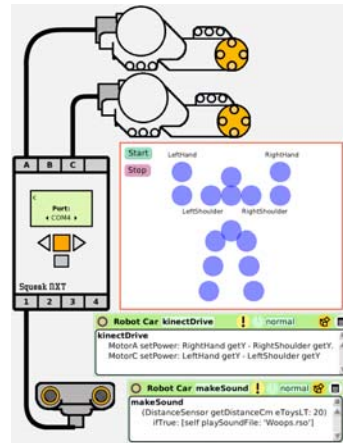 A B C
<
Port:
◂ COM4 ▸
Squeak NXT
1 2 3 4
Start
Stop
LeftHand RightHand
LeftShoulder RightShoulder
Robot Car kinectDrive ! normal
kinectDrive
MotorA setPower: RightHand getY - RightShoulder getY.
MotorC setPower: LeftHand getY - LeftShoulder getY
Robot Car makeSound ! normal
makeSound
(DistanceSensor getDistanceCm eToysLT: 20)
ifTrue: [self playSoundFile: 'Woops.rso']